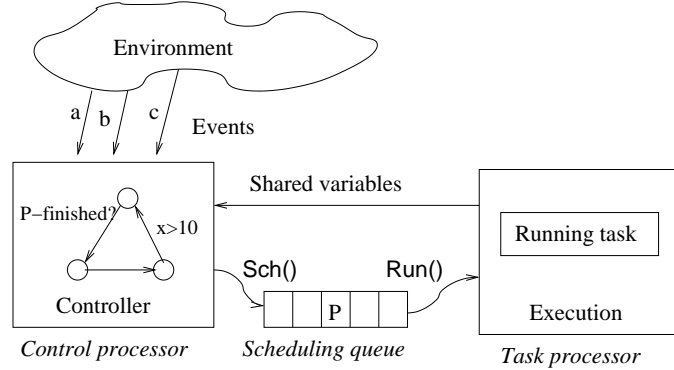 Environment
a
b
c
Events
Shared variables
P-finished?
x>10
Running task
Sch()
Run()
Controller
P
Execution
Control processor
Scheduling queue
Task processor